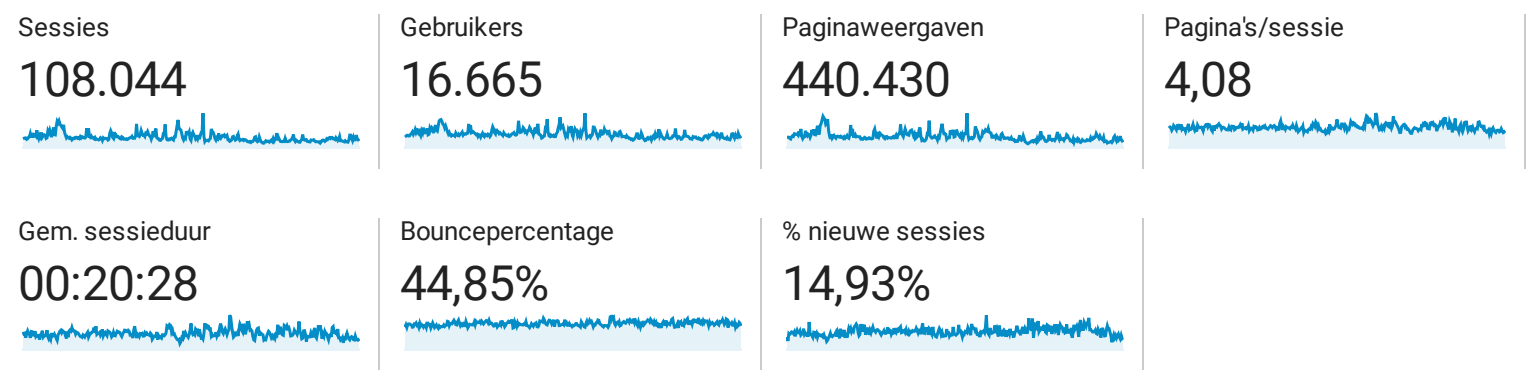 Sessies
108.044
Gebruikers
16.665
Paginaweergaven
440.430
Pagina's/sessie
4,08
Gem. sessieduur
00:20:28
Bouncepercentage
44,85%
% nieuwe sessies
14,93%